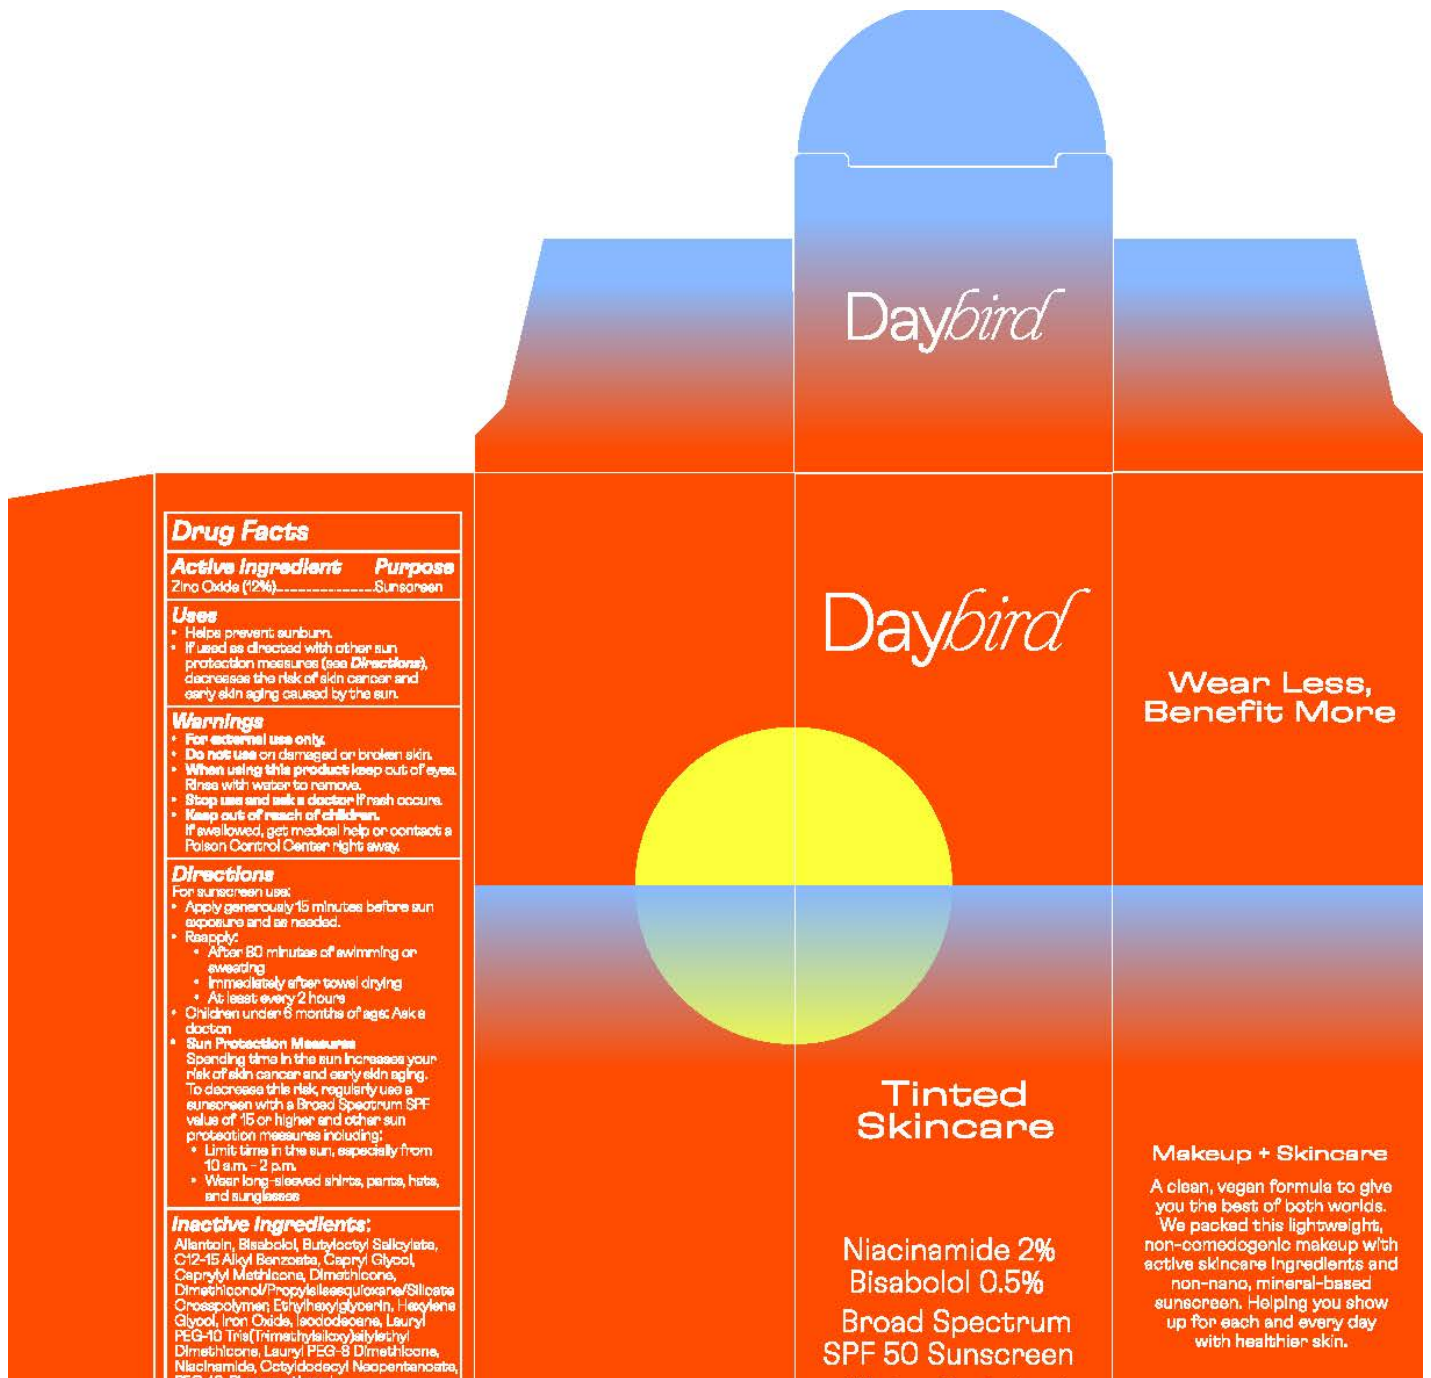 Daybird
Drug Facts
Active Ingredient Purpose
Zinc Oxide (12%)........................Sunscreen
Uses
• Helps prevent sunburn.
• If used as directed with other sun
protection measures (see Directions),
decreases the risk of skin cancer and
early skin aging caused by the sun.
Warnings
• For external use only.
• Do not use on damaged or broken skin.
• When using this product keep out of eyes.
Rinse with water to remove.
• Stop use and ask a doctor if rash occurs.
• Keep out of reach of children.
If swallowed, get medical help or contact a
Poison Control Center right away.
Directions
For sunscreen use:
• Apply generously 15 minutes before sun
exposure and as needed.
• Reapply:
• After 80 minutes of swimming or
sweating
• Immediately after towel drying
• At least every 2 hours
• Children under 6 months of age: Ask a
doctor
• Sun Protection Measures
Spending time in the sun increases your
risk of skin cancer and early skin aging.
To decrease this risk, regularly use a
sunscreen with a Broad Spectrum SPF
value of 15 or higher and other sun
protection measures including:
• Limit time in the sun, especially from
10 a.m. - 2 p.m.
• Wear long-sleeved shirts, pants, hats,
and sunglasses
Inactive Ingredients:
Allantoin, Bisabolol, Butyloctyl Salicylate,
C12-15 Alkyl Benzoate, Capryl Glycol,
Caprylyl Methicone, Dimethicone,
Dimethiconol/Propylsilsesquioxane/Silicate
Crosspolymer, Ethylhexylglycerin, Hexylene
Glycol, Iron Oxide, Isododecane, Lauryl
PEG-10 Tris(Trimethylsiloxy)silylethyl
Dimethicone, Lauryl PEG-8 Dimethicone,
Niacinamide, Octyldodecyl Neopentanoate,
Daybird
Tinted
Skincare
Niacinamide 2%
Bisabolol 0.5%
Broad Spectrum
SPF 50 Sunscreen
Wear Less,
Benefit More
Makeup + Skincare
A clean, vegan formula to give
you the best of both worlds.
We packed this lightweight,
non-comedogenic makeup with
active skincare ingredients and
non-nano, mineral-based
sunscreen. Helping you show
up for each and every day
with healthier skin.